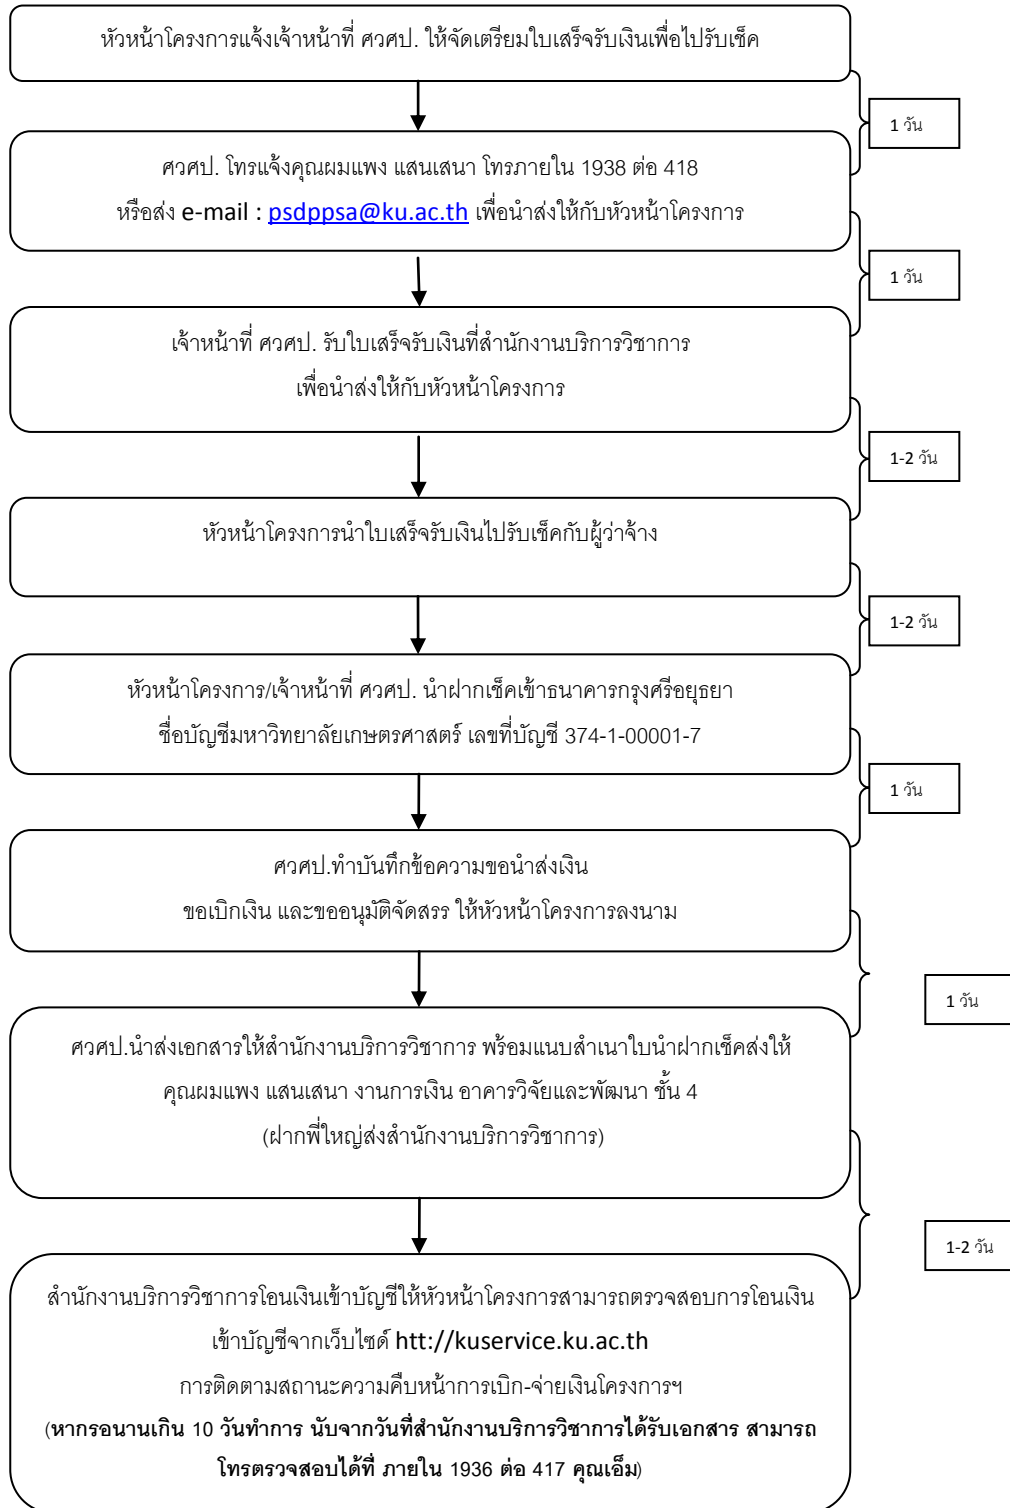 หัวหน้าโครงการแจ้งเจ้าหน้าที่ ศวศป. ให้จัดเตรียมใบเสร็จรับเงินเพื่อไปรับเช็ค
1 วัน
ศวศป. โทรแจ้งคุณผมแพง แสนเสนา โทรภายใน 1938 ต่อ 418
หรือส่ง e-mail : psdppsa@ku.ac.th เพื่อนำส่งให้กับหัวหน้าโครงการ
1 วัน
เจ้าหน้าที่ ศวศป. รับใบเสร็จรับเงินที่สำนักงานบริการวิชาการ
เพื่อนำส่งให้กับหัวหน้าโครงการ
1-2 วัน
หัวหน้าโครงการนำใบเสร็จรับเงินไปรับเช็คกับผู้ว่าจ้าง
1-2 วัน
หัวหน้าโครงการ/เจ้าหน้าที่ ศวศป. นำฝากเช็คเข้าธนาคารกรุงศรีอยุธยา
ชื่อบัญชีมหาวิทยาลัยเกษตรศาสตร์ เลขที่บัญชี 374-1-00001-7
1 วัน
ศวศป.ทำบันทึกข้อความขอนำส่งเงิน
ขอเบิกเงิน และขออนุมัติจัดสรร ให้หัวหน้าโครงการลงนาม
1 วัน
ศวศป.นำส่งเอกสารให้สำนักงานบริการวิชาการ พร้อมแนบสำเนาใบนำฝากเช็คส่งให้
คุณผมแพง แสนเสนา งานการเงิน อาคารวิจัยและพัฒนา ชั้น 4
(ฝากพี่ใหญ่ส่งสำนักงานบริการวิชาการ)
1-2 วัน
สำนักงานบริการวิชาการโอนเงินเข้าบัญชีให้หัวหน้าโครงการสามารถตรวจสอบการโอนเงิน
เข้าบัญชีจากเว็บไซด์ htt://kuservice.ku.ac.th
การติดตามสถานะความคืบหน้าการเบิก-จ่ายเงินโครงการฯ
(หากรอนานเกิน 10 วันทำการ นับจากวันที่สำนักงานบริการวิชาการได้รับเอกสาร สามารถ
โทรตรวจสอบได้ที่ ภายใน 1936 ต่อ 417 คุณเอ็ม)